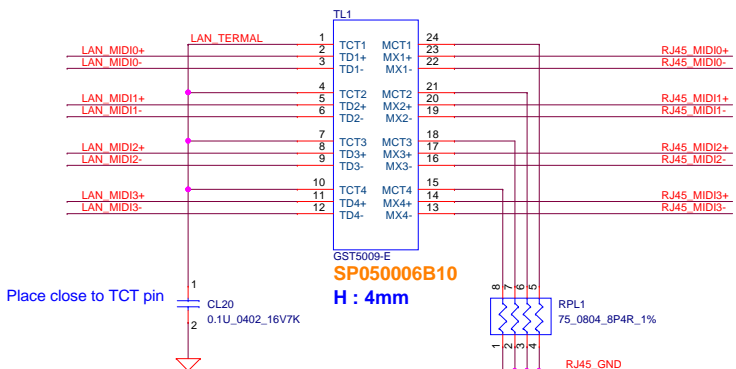 TL1
LAN_TERMAL 1 TCT1 MCT1 24
LAN_MIDI0+ 2 TD1+ MX1+ 23 RJ45_MIDI0+
LAN_MIDI0- 3 TD1- MX1- 22 RJ45_MIDI0-
4 TCT2 MCT2 21
LAN_MIDI1+ 5 TD2+ MX2+ 20 RJ45_MIDI1+
LAN_MIDI1- 6 TD2- MX2- 19 RJ45_MIDI1-
7 TCT3 MCT3 18
LAN_MIDI2+ 8 TD3+ MX3+ 17 RJ45_MIDI2+
LAN_MIDI2- 9 TD3- MX3- 16 RJ45_MIDI2-
10 TCT4 MCT4 15
LAN_MIDI3+ 11 TD4+ MX4+ 14 RJ45_MIDI3+
LAN_MIDI3- 12 TD4- MX4- 13 RJ45_MIDI3-
GST5009-E
SP050006B10
H : 4mm
Place close to TCT pin
1
CL20
0.1U_0402_16V7K
2
8 7 6 5
RPL1
75_0804_8P4R_1%
1 2 3 4
RJ45_GND